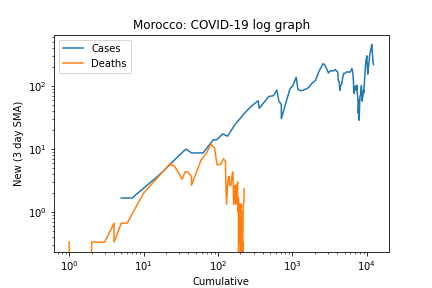 Morocco: COVID-19 log graph
Cases
Deaths
New (3 day SMA)
10²
10¹
10⁰
10⁰ 10¹ 10² 10³ 10⁴
Cumulative